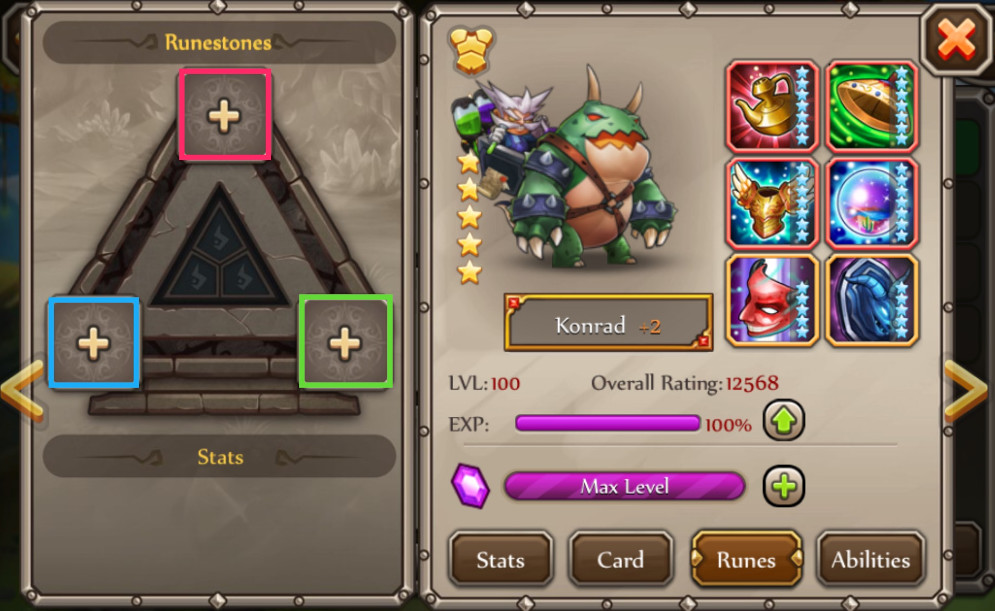 Runestones
Stats
Konrad +2
LVL: 100
Overall Rating: 12568
EXP:
100%
Max Level
Stats
Card
Runes
Abilities